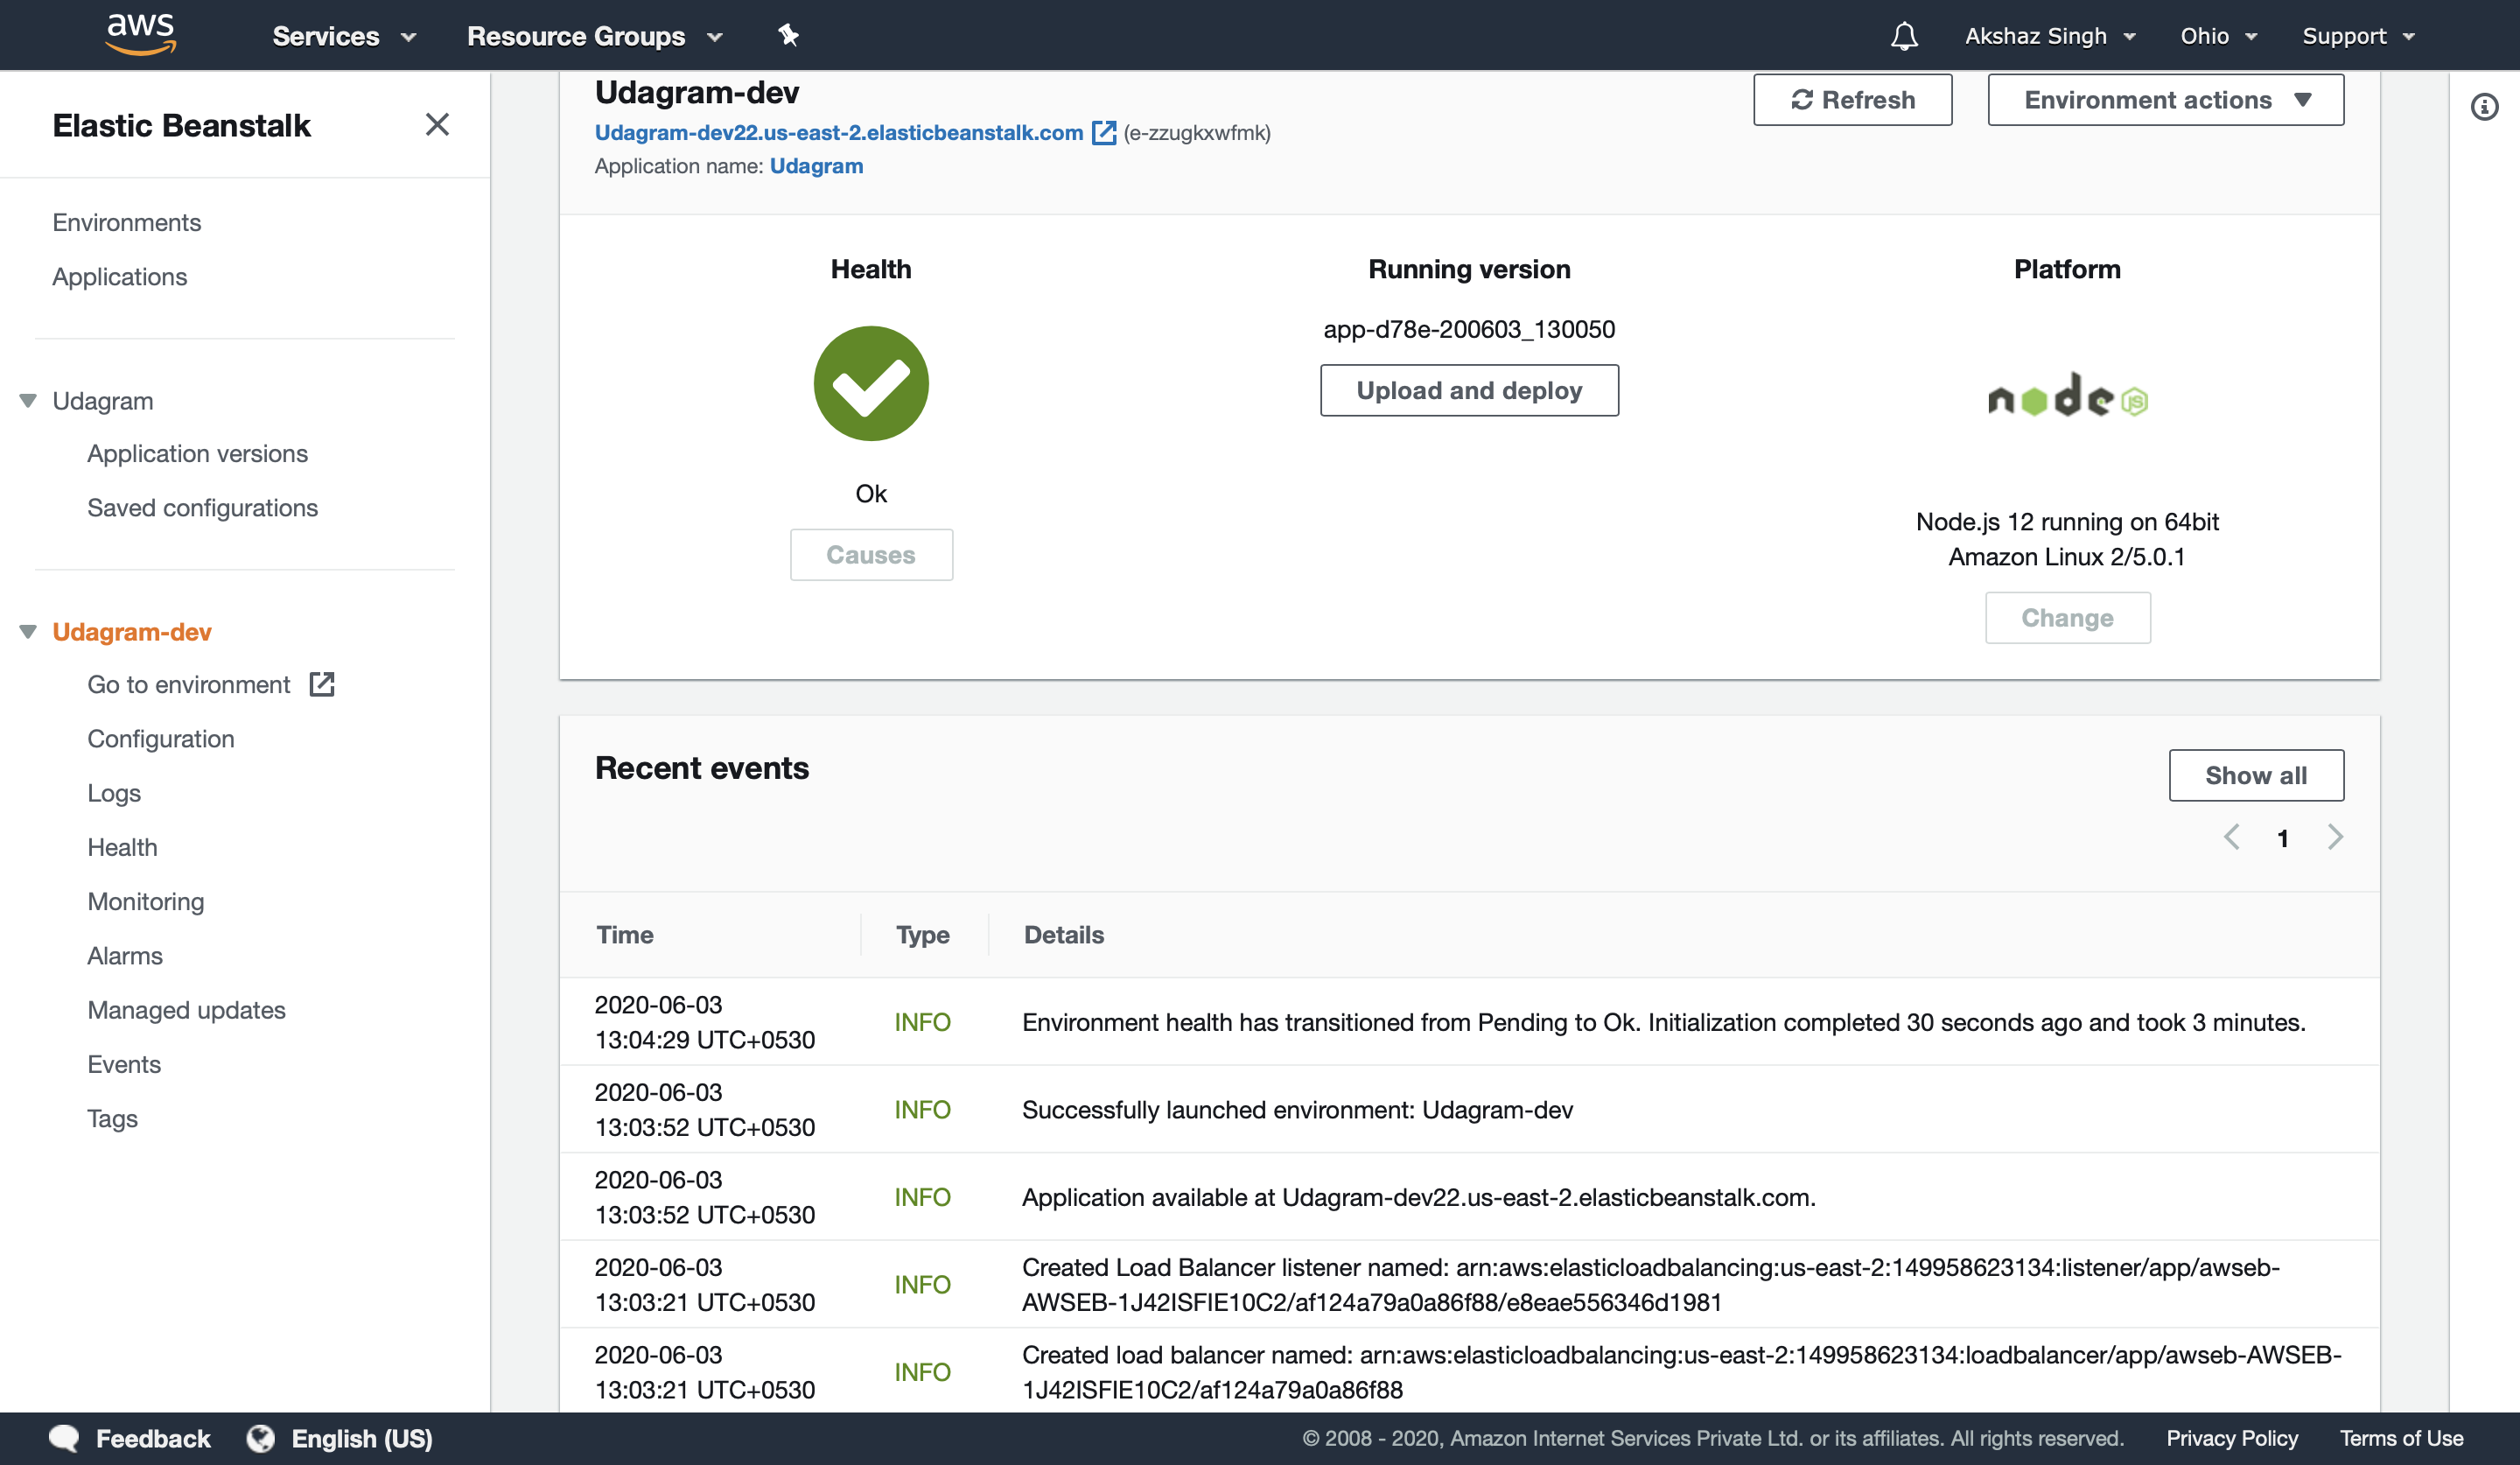 aws
Services
Resource Groups
Akshaz Singh
Ohio
Support
Elastic Beanstalk
Environments
Applications
Udagram
Application versions
Saved configurations
Udagram-dev
Go to environment
Configuration
Logs
Health
Monitoring
Alarms
Managed updates
Events
Tags
Udagram-dev
Refresh
Environment actions
Udagram-dev22.us-east-2.elasticbeanstalk.com (e-zzugkxwfmk)
Application name: Udagram
Health
Ok
Causes
Running version
app-d78e-200603_130050
Upload and deploy
Platform
node JS
Node.js 12 running on 64bit
Amazon Linux 2/5.0.1
Change
Recent events
Show all
1
Time Type Details
2020-06-03
13:04:29 UTC+0530
INFO
Environment health has transitioned from Pending to Ok. Initialization completed 30 seconds ago and took 3 minutes.
2020-06-03
13:03:52 UTC+0530
INFO
Successfully launched environment: Udagram-dev
2020-06-03
13:03:52 UTC+0530
INFO
Application available at Udagram-dev22.us-east-2.elasticbeanstalk.com.
2020-06-03
13:03:21 UTC+0530
INFO
Created Load Balancer listener named: arn:aws:elasticloadbalancing:us-east-2:149958623134:listener/app/awseb-
AWSEB-1J42ISFIE10C2/af124a79a0a86f88/e8eae556346d1981
2020-06-03
13:03:21 UTC+0530
INFO
Created load balancer named: arn:aws:elasticloadbalancing:us-east-2:149958623134:loadbalancer/app/awseb-AWSEB-
1J42ISFIE10C2/af124a79a0a86f88
Feedback
English (US)
© 2008 - 2020, Amazon Internet Services Private Ltd. or its affiliates. All rights reserved.
Privacy Policy
Terms of Use